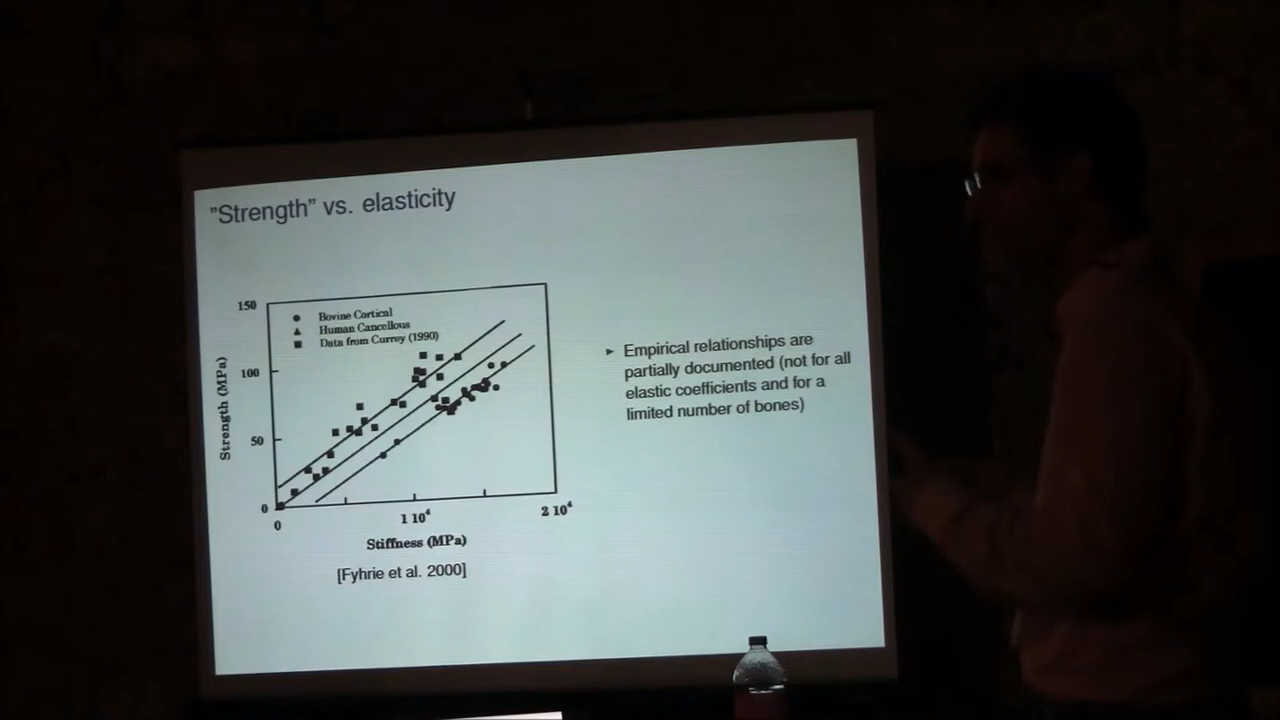 "Strength" vs. elasticity
150
Bovine Cortical
Human Cancellous
Data from Currey (1990)
100
Strength (MPa)
50
0
0
1 10⁴
2 10⁴
Stiffness (MPa)
[Fyhrie et al. 2000]
► Empirical relationships are
partially documented (not for all
elastic coefficients and for a
limited number of bones)